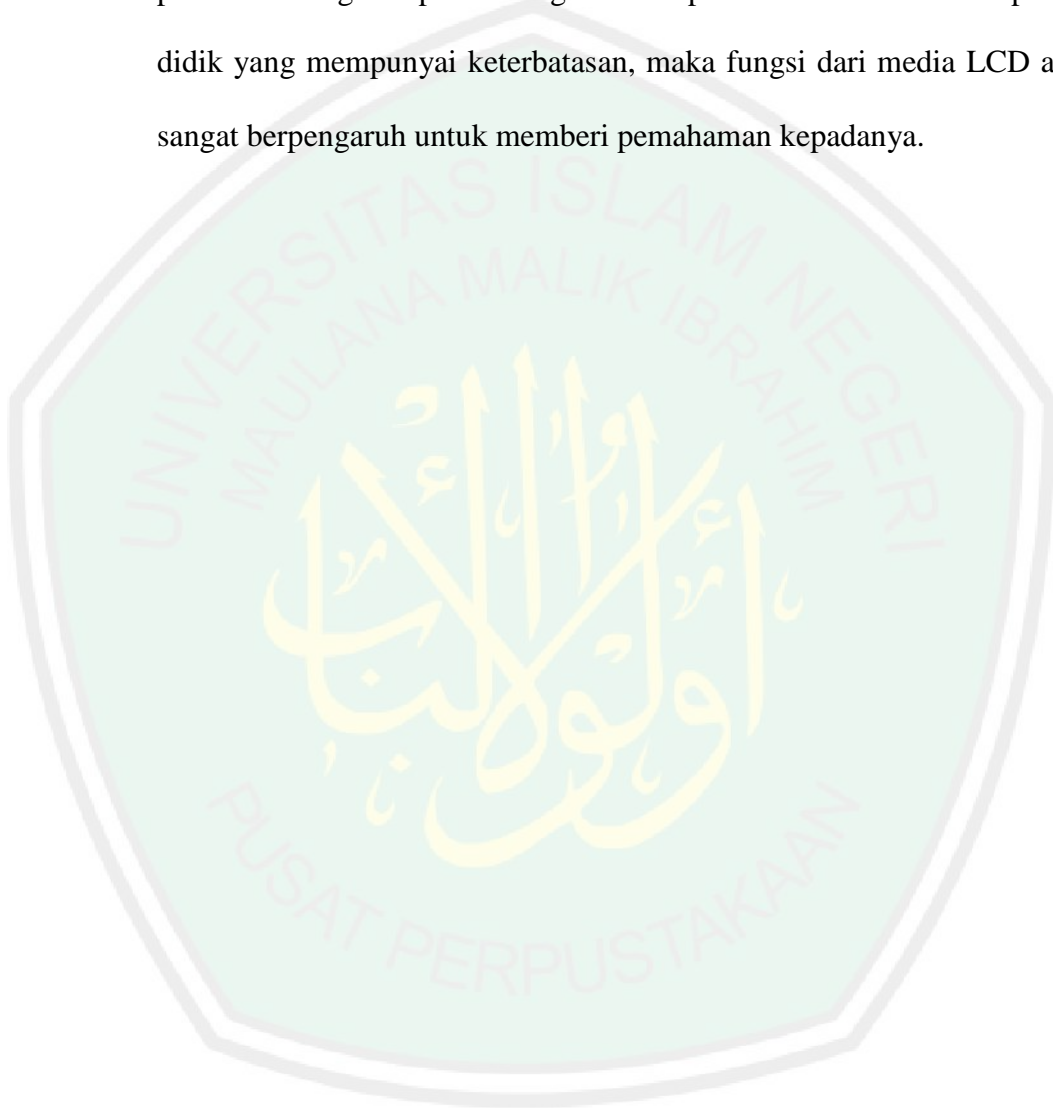 didik yang mempunyai keterbatasan, maka fungsi dari media LCD a
sangat berpengaruh untuk memberi pemahaman kepadanya.
UNIVERSITAS ISLAM NEGERI
MAULANA MALIK IBRAHIM
أولو الألباب
PUSAT PERPUSTAKAAN